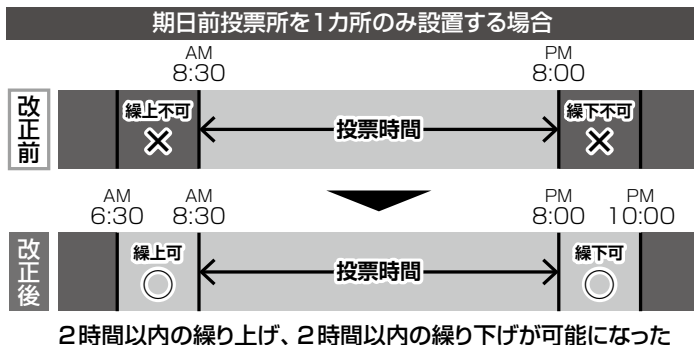 期日前投票所を1カ所のみ設置する場合
AM
8:30
PM
8:00
改正前
繰上不可
×
投票時間
繰下不可
×
AM
6:30
AM
8:30
PM
8:00
PM
10:00
改正後
繰上可
○
投票時間
繰下可
○
2時間以内の繰り上げ、2時間以内の繰り下げが可能になった